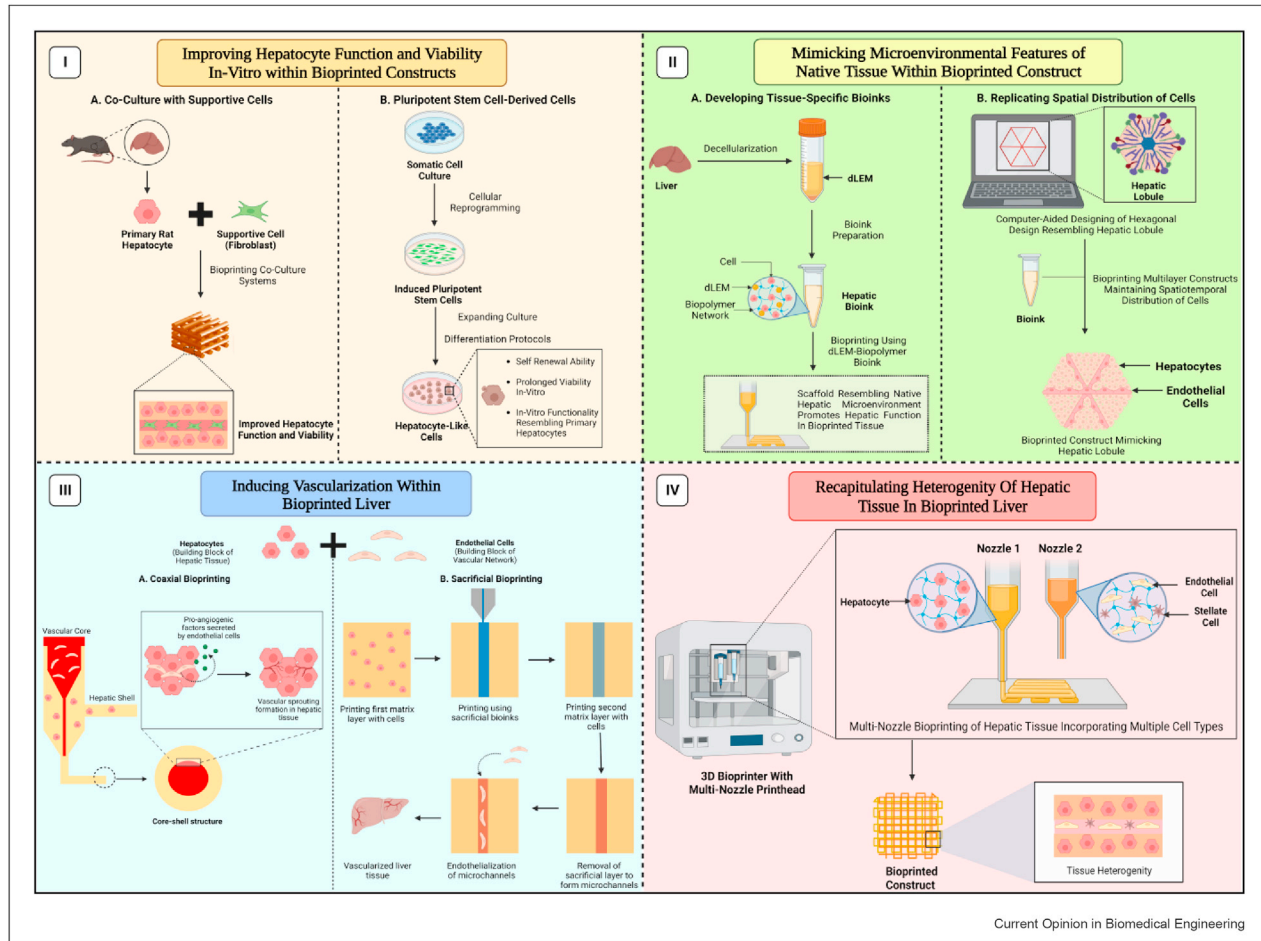 I
Improving Hepatocyte Function and Viability
In-Vitro within Bioprinted Constructs
A. Co-Culture with Supportive Cells
Primary Rat
Hepatocyte
Supportive Cell
(Fibroblast)
Bioprinting Co-Culture
Systems
Improved Hepatocyte
Function and Viability
B. Pluripotent Stem Cell-Derived Cells
Somatic Cell
Culture
Cellular
Reprogramming
Induced Pluripotent
Stem Cells
Expanding Culture
Differentiation Protocols
Hepatocyte-Like
Cells
• Self Renewal Ability
• Prolonged Viability
In-Vitro
• In-Vitro Functionality
Resembling Primary
Hepatocytes
II
Mimicking Microenvironmental Features of
Native Tissue Within Bioprinted Construct
A. Developing Tissue-Specific Bioinks
Liver
Decellularization
dLEM
Bioink
Preparation
Cell
dLEM
Biopolymer
Network
Hepatic
Bioink
Bioprinting Using
dLEM-Biopolymer
Bioink
Scaffold Resembling Native
Hepatic Microenvironment
Promotes Hepatic Function
In Bioprinted Tissue
B. Replicating Spatial Distribution of Cells
Hepatic
Lobule
Computer-Aided Designing of Hexagonal
Design Resembling Hepatic Lobule
Bioink
Bioprinting Multilayer Constructs
Maintaining Spatiotemporal
Distribution of Cells
Hepatocytes
Endothelial
Cells
Bioprinted Construct Mimicking
Hepatic Lobule
III
Inducing Vascularization Within
Bioprinted Liver
Hepatocytes
(Building Block of
Hepatic Tissue)
Endothelial Cells
(Building Block of
Vascular Network)
A. Coaxial Bioprinting
Vascular Core
Hepatic Shell
Pro-angiogenic
factors secreted
by endothelial cells
Vascular sprouting
formation in hepatic
tissue
Core-shell structure
B. Sacrificial Bioprinting
Printing first matrix
layer with cells
Printing using
sacrificial bioinks
Printing second
matrix layer with
cells
Vascularized liver
tissue
Endothelialization
of microchannels
Removal of
sacrificial layer to
form microchannels
IV
Recapitulating Heterogenity Of Hepatic
Tissue In Bioprinted Liver
Nozzle 1
Nozzle 2
Hepatocyte
Endothelial
Cell
Stellate
Cell
Multi-Nozzle Bioprinting of Hepatic Tissue Incorporating Multiple Cell Types
3D Bioprinter With
Multi-Nozzle Printhead
Bioprinted
Construct
Tissue Heterogenity
Current Opinion in Biomedical Engineering